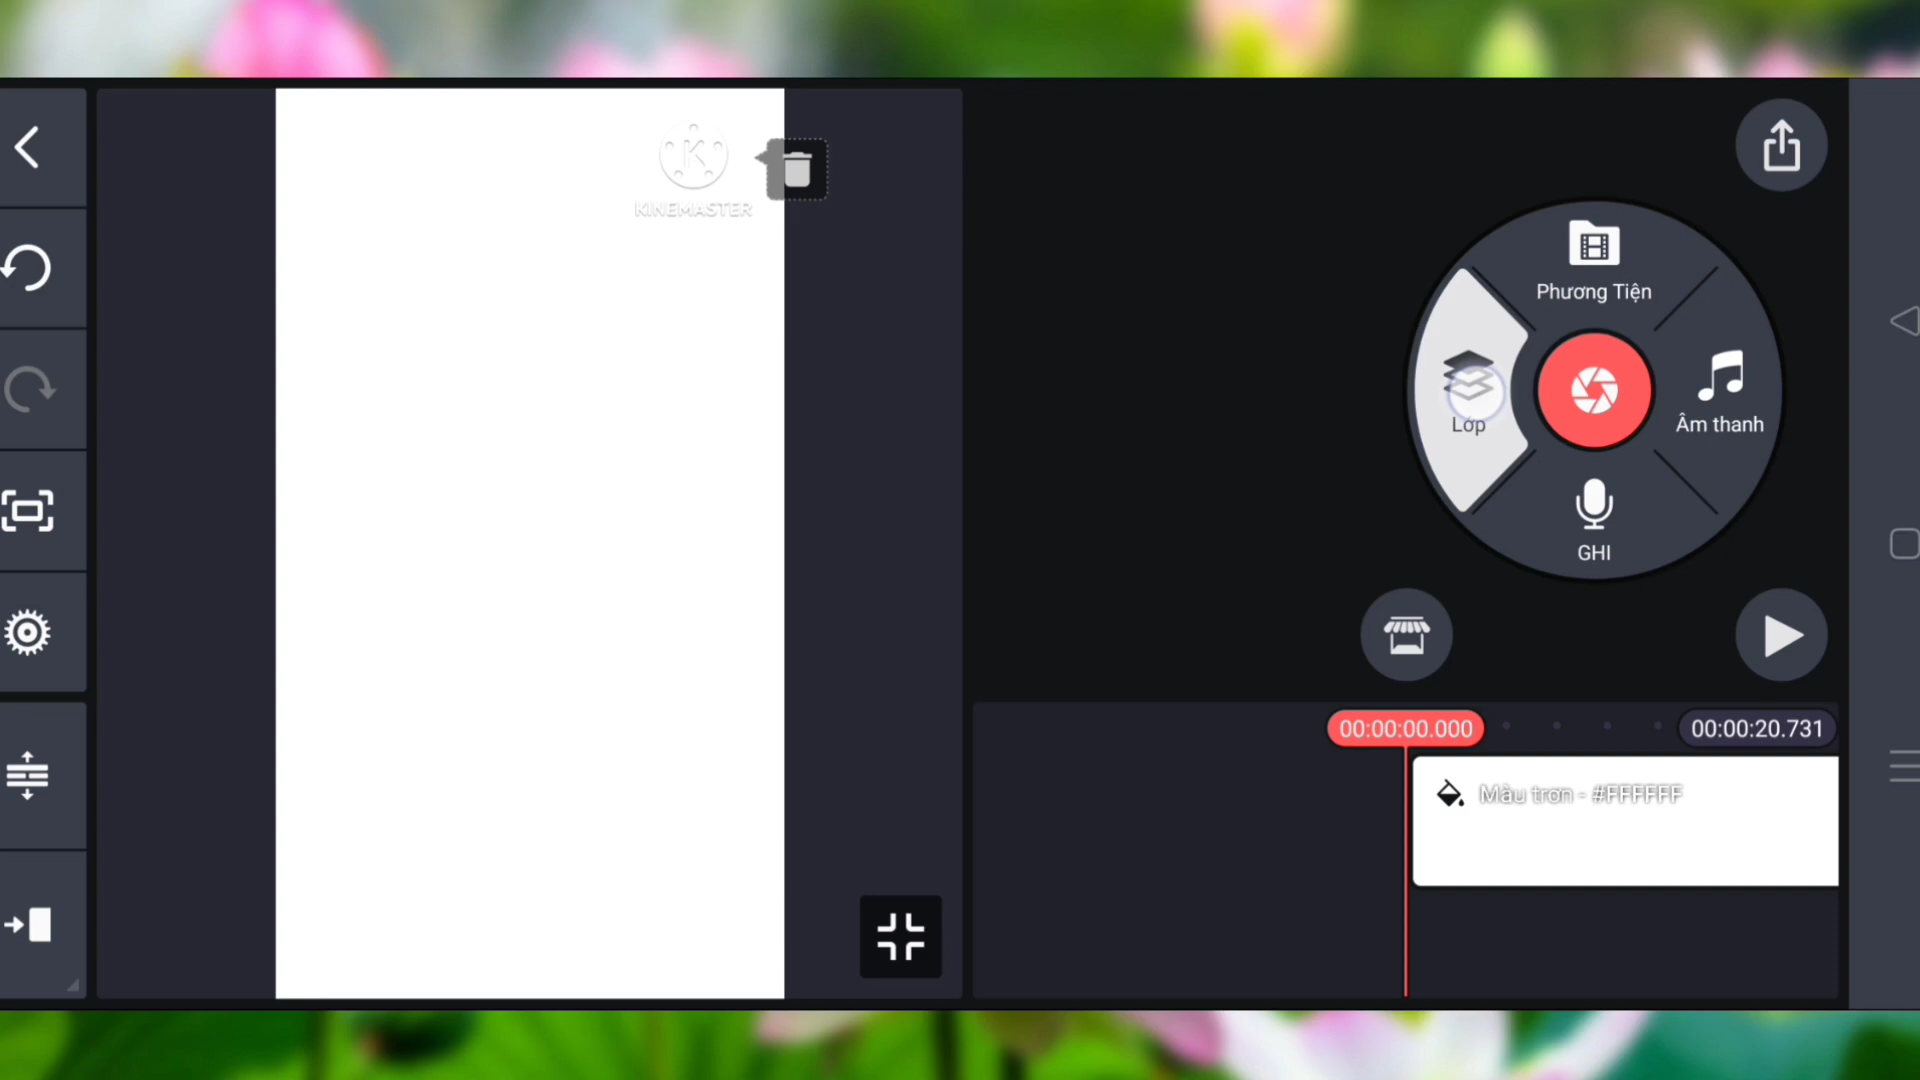 KINEMASTER
Phương Tiện
Lớp
Âm thanh
GHI
00:00:00.000
00:00:20.731
Màu trơn - #FFFFFF